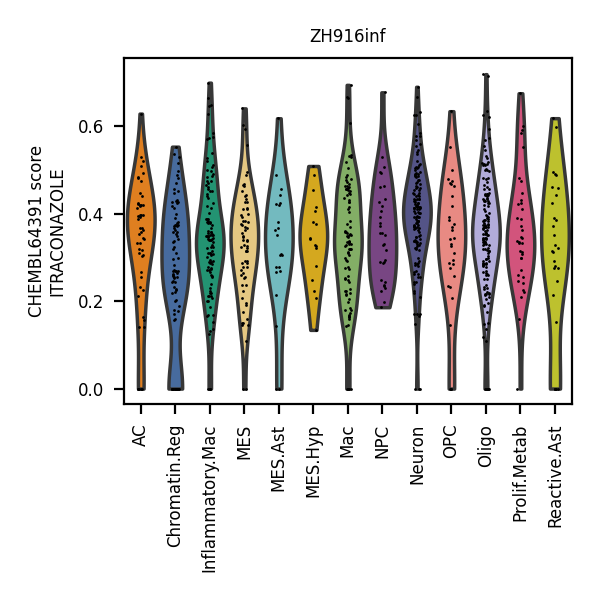 ZH916inf
CHEMBL64391 score
ITRACONAZOLE
0.6
0.4
0.2
0.0
AC
Chromatin.Reg
Inflammatory.Mac
MES
MES.Ast
MES.Hyp
Mac
NPC
Neuron
OPC
Oligo
Prolif.Metab
Reactive.Ast